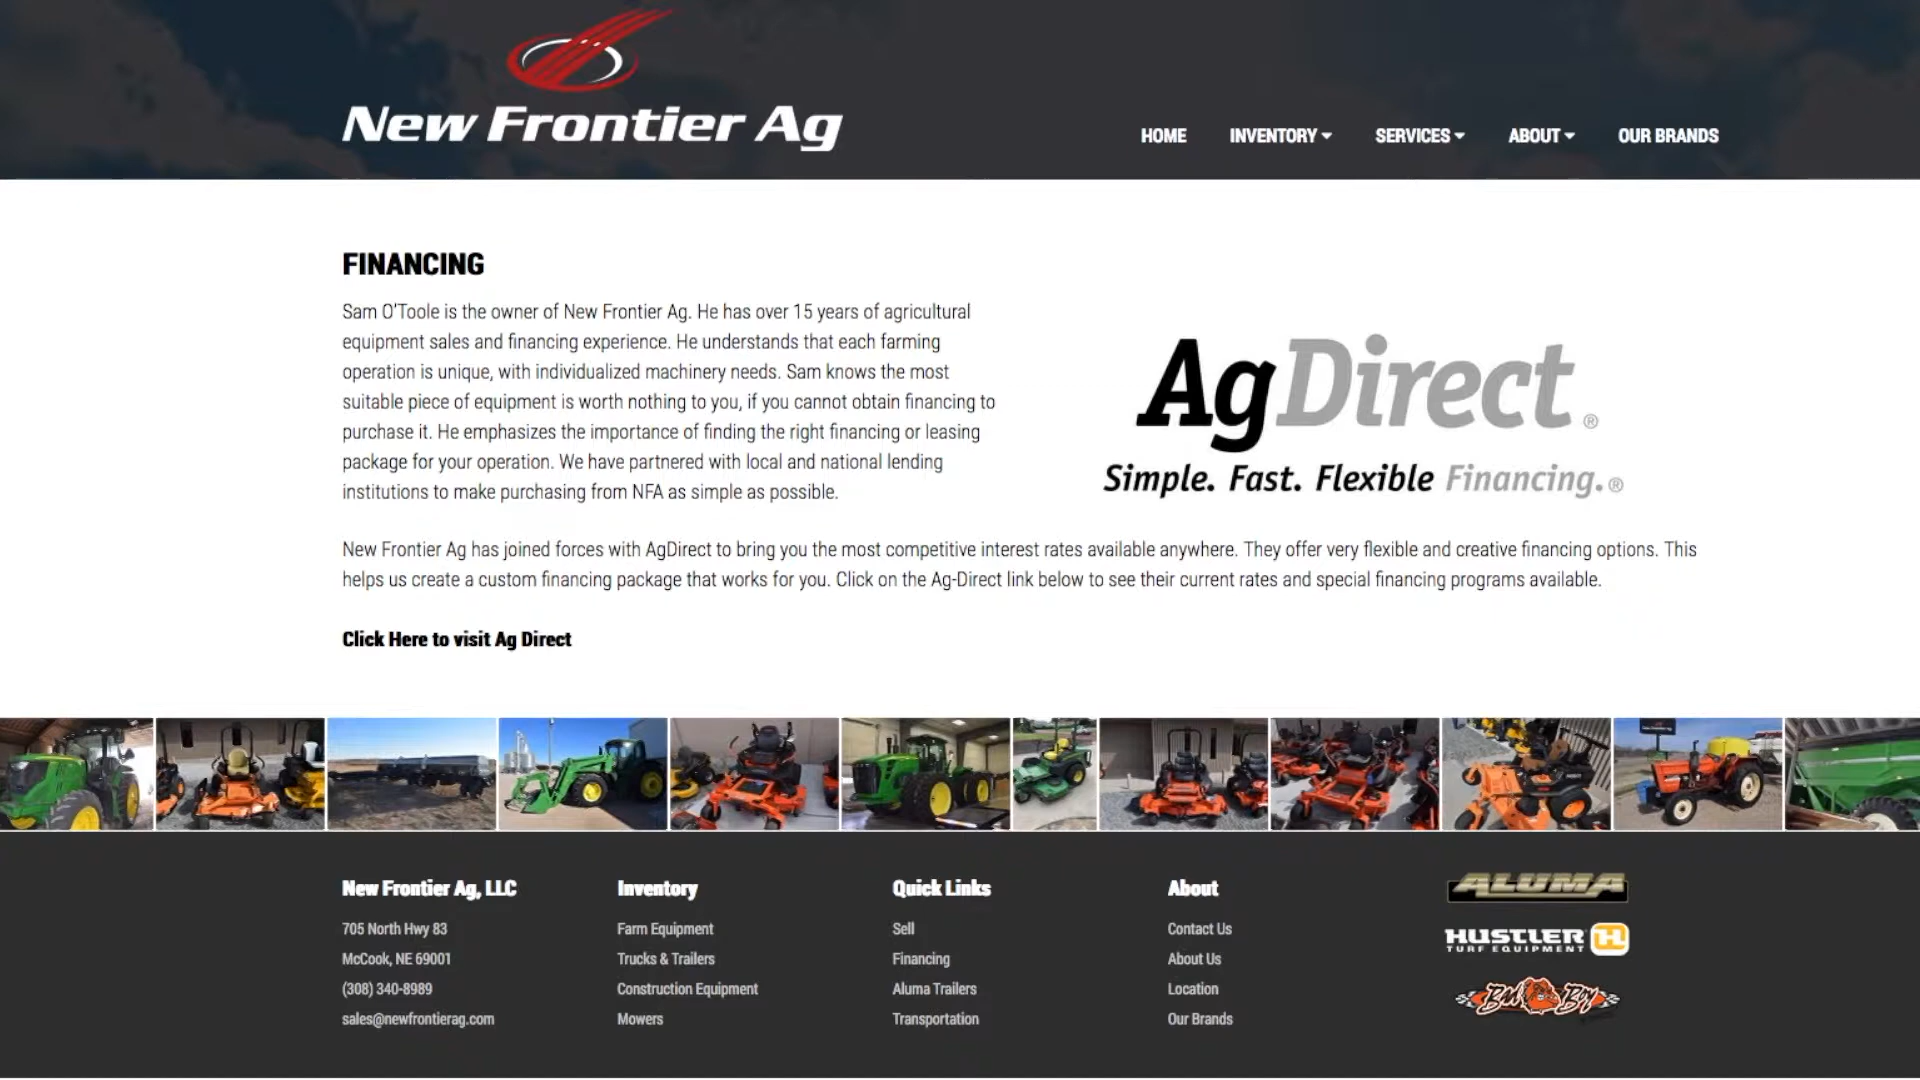 New Frontier Ag
HOME INVENTORY SERVICES ABOUT OUR BRANDS
FINANCING
Sam O'Toole is the owner of New Frontier Ag. He has over 15 years of agricultural
equipment sales and financing experience. He understands that each farming
operation is unique, with individualized machinery needs. Sam knows the most
suitable piece of equipment is worth nothing to you, if you cannot obtain financing to
purchase it. He emphasizes the importance of finding the right financing or leasing
package for your operation. We have partnered with local and national lending
institutions to make purchasing from NFA as simple as possible.
AgDirect®
Simple. Fast. Flexible Financing.®
New Frontier Ag has joined forces with AgDirect to bring you the most competitive interest rates available anywhere. They offer very flexible and creative financing options. This
helps us create a custom financing package that works for you. Click on the Ag-Direct link below to see their current rates and special financing programs available.
Click Here to visit Ag Direct
New Frontier Ag, LLC
705 North Hwy 83
McCook, NE 69001
(308) 340-8989
sales@newfrontierag.com
Inventory
Farm Equipment
Trucks & Trailers
Construction Equipment
Mowers
Quick Links
Sell
Financing
Aluma Trailers
Transportation
About
Contact Us
About Us
Location
Our Brands
ALUMA
HUSTLER H
TURF EQUIPMENT
Bad Boy